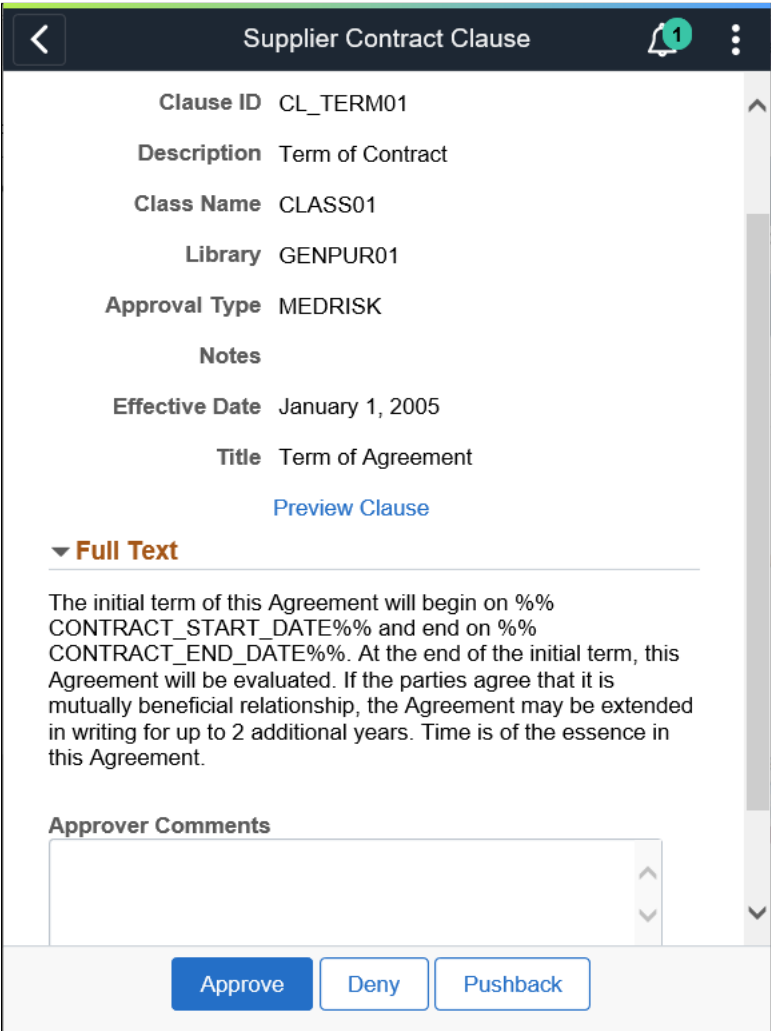 Supplier Contract Clause
1
Clause ID CL_TERM01
Description Term of Contract
Class Name CLASS01
Library GENPUR01
Approval Type MEDRISK
Notes
Effective Date January 1, 2005
Title Term of Agreement
Preview Clause
Full Text
The initial term of this Agreement will begin on %%
CONTRACT_START_DATE%% and end on %%
CONTRACT_END_DATE%%. At the end of the initial term, this
Agreement will be evaluated. If the parties agree that it is
mutually beneficial relationship, the Agreement may be extended
in writing for up to 2 additional years. Time is of the essence in
this Agreement.
Approver Comments
Approve Deny Pushback